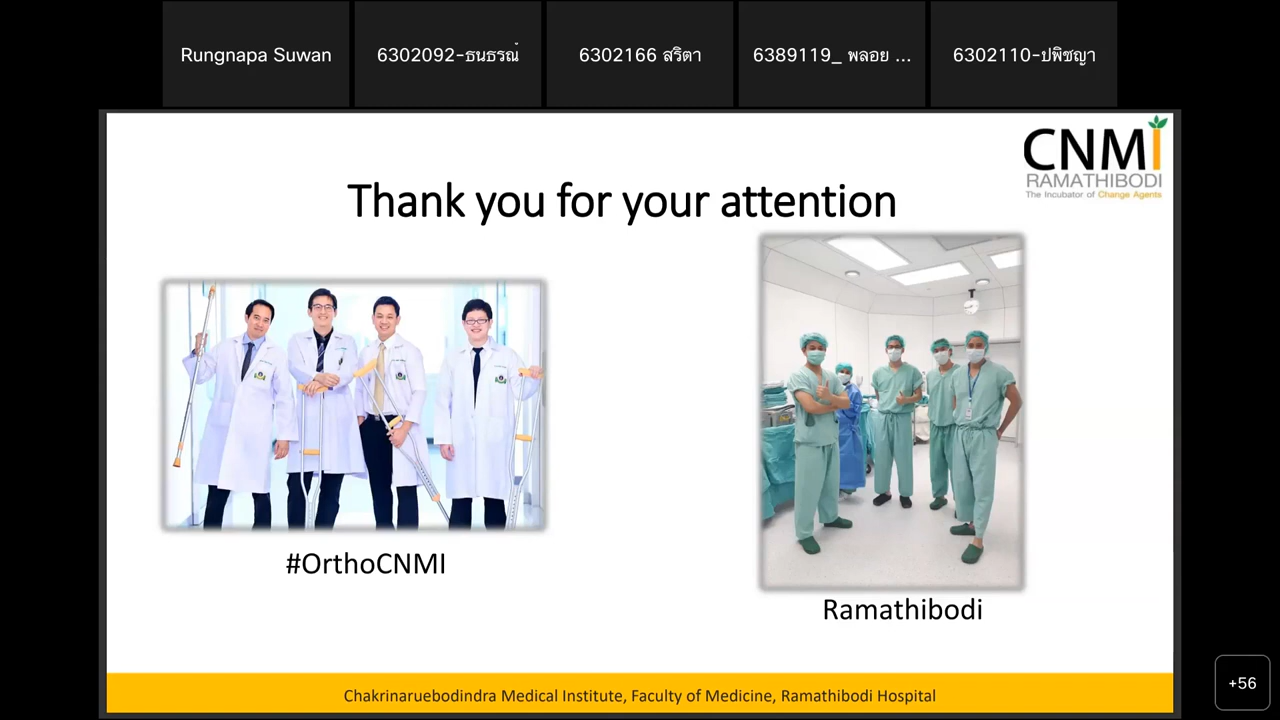 Rungnapa Suwan
6302092-ธนธรณ์
6302166 สริตา
6389119_ พลอย ...
6302110-ปพิชญา
CNMI
RAMATHIBODI
The Incubator of Change Agents
Thank you for your attention
#OrthoCNMI
Ramathibodi
Chakrinaruebodindra Medical Institute, Faculty of Medicine, Ramathibodi Hospital
+56